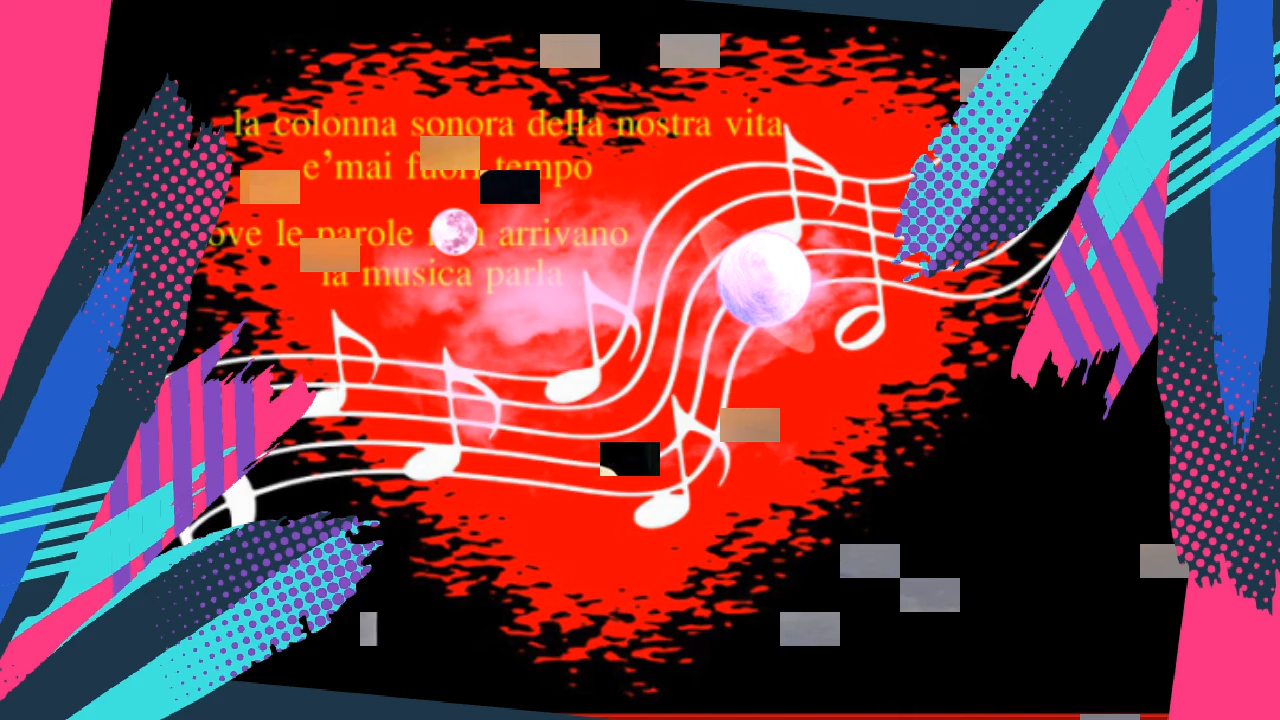 la colonna sonora della nostra vita
e'mai fuori tempo
le parole arrivano
la musica parla